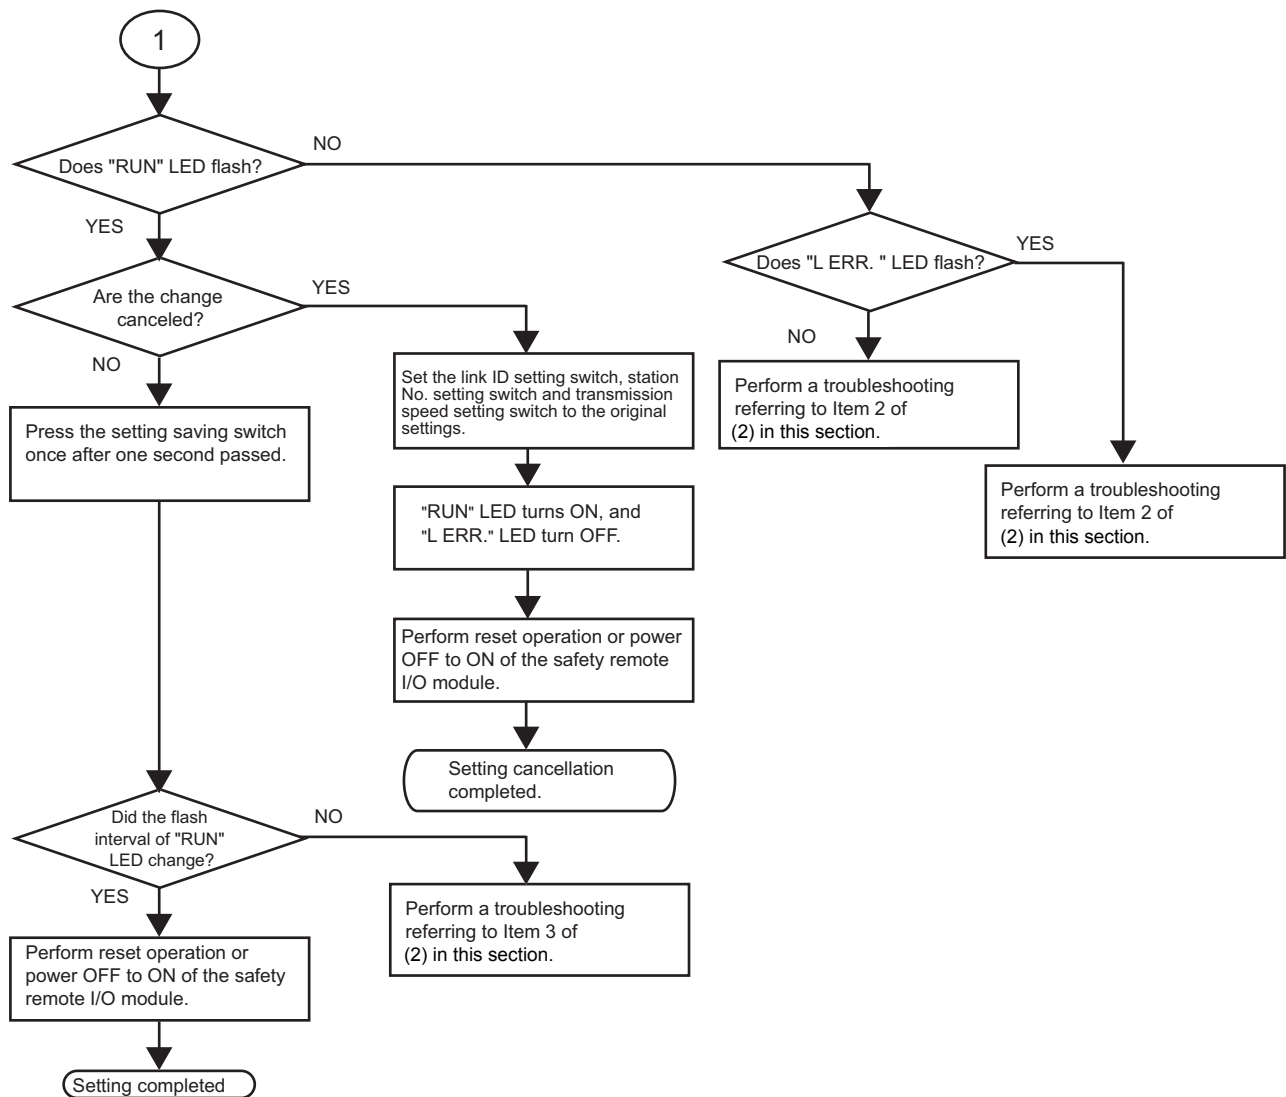 1
Does "RUN" LED flash?
NO
YES
Does "L ERR. " LED flash?
YES
NO
Are the change
canceled?
YES
NO
Set the link ID setting switch, station
No. setting switch and transmission
speed setting switch to the original
settings.
Perform a troubleshooting
referring to Item 2 of
(2) in this section.
Press the setting saving switch
once after one second passed.
Perform a troubleshooting
referring to Item 2 of
(2) in this section.
"RUN" LED turns ON, and
"L ERR." LED turn OFF.
Perform reset operation or power
OFF to ON of the safety remote
I/O module.
Setting cancellation
completed.
Did the flash
interval of "RUN"
LED change?
NO
YES
Perform a troubleshooting
referring to Item 3 of
(2) in this section.
Perform reset operation or
power OFF to ON of the safety
remote I/O module.
Setting completed